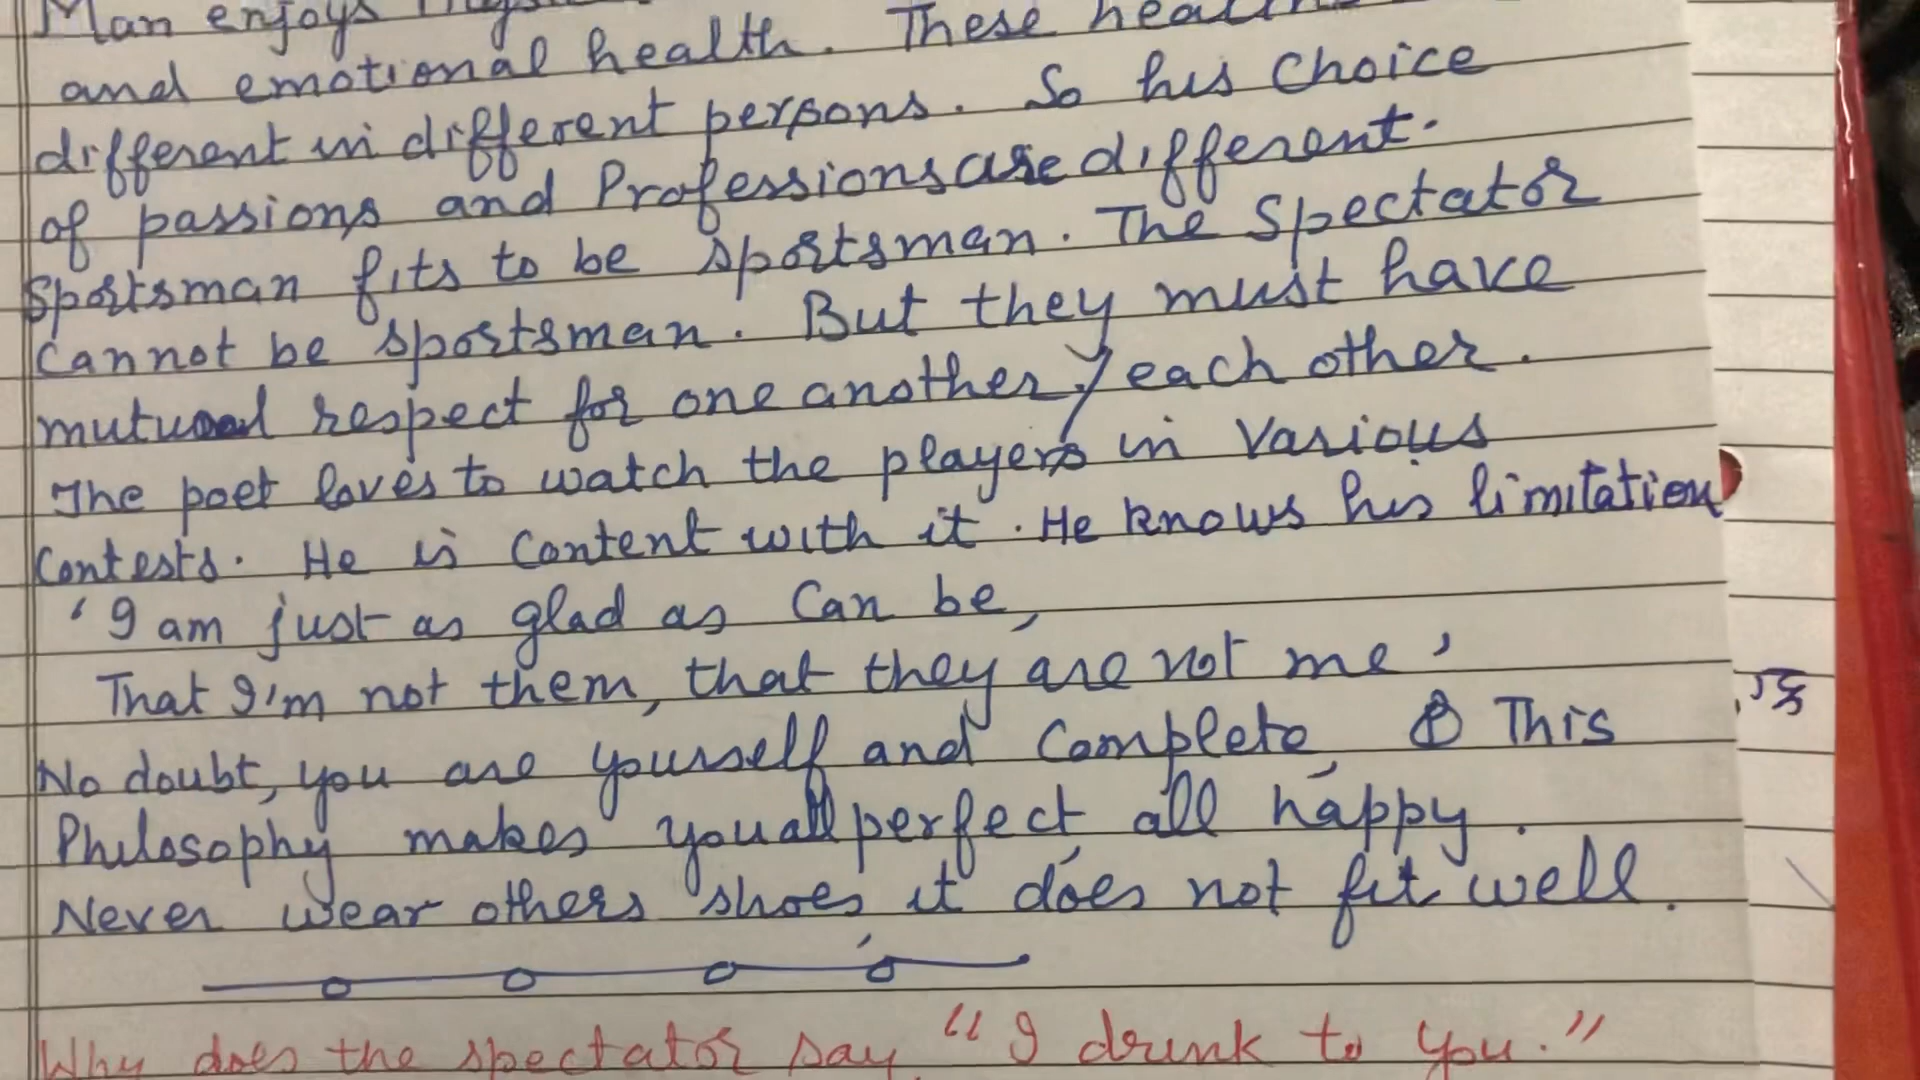 Man enjoys
and emotional health. These
different in different persons. So his choice
of passions and Professions are different.
Sportsman fits to be sportsman. The Spectator
cannot be sportsman. But they must have
mutual respect for one another / each other.
The poet loves to watch the players in various
contests. He is content with it. He knows his limitation
'I am just as glad as can be,
That I'm not them, that they are not me'
No doubt, you are yourself and complete, This
Philosophy makes you all perfect, all happy.
Never wear others shoes, it does not fit well.
Why does the spectator say, "I drink to you."